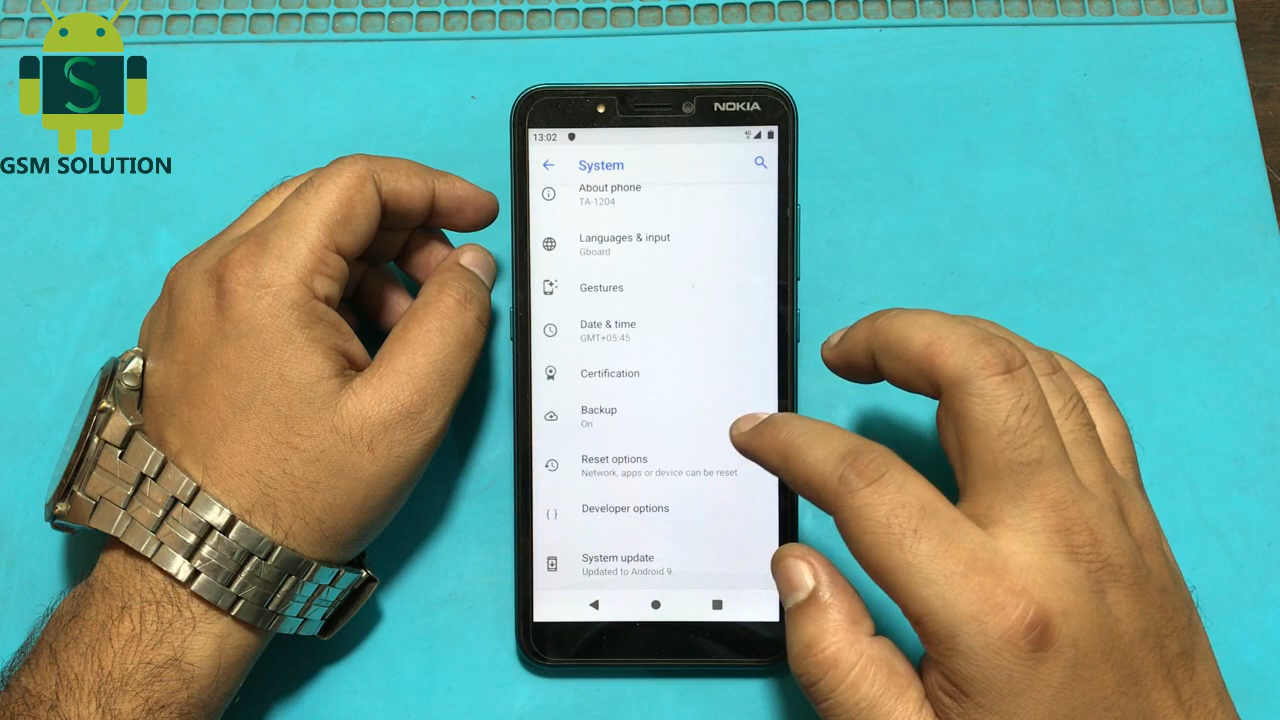 S
GSM SOLUTION
NOKIA
13:02
4G
System
About phone
TA-1204
Languages & input
Gboard
Gestures
Date & time
GMT+05:45
Certification
Backup
On
Reset options
Network, apps or device can be reset
{ }
Developer options
System update
Updated to Android 9